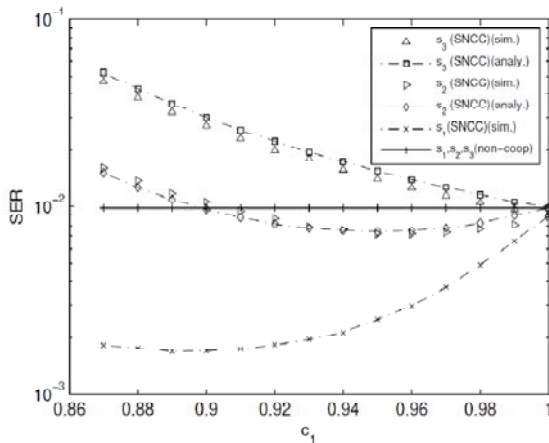 10⁻¹
s₃ (SNCC)(sim.)
s₃ (SNCC)(analy.)
s₂ (SNCC)(sim.)
s₂ (SNCC)(analy.)
s₁(SNCC)(sim.)
s₁,s₂,s₃(non-coop)
SER
10⁻²
10⁻³
0.86 0.88 0.9 0.92 0.94 0.96 0.98 1
c₁